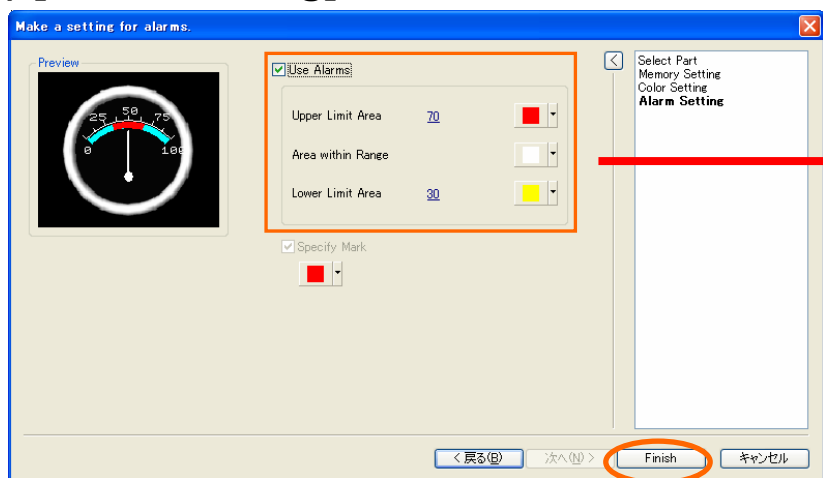 Make a setting for alarms.
Preview
0 25 50 75 100
Use Alarms
Upper Limit Area 70
Area within Range
Lower Limit Area 30
Specify Mark
Select Part
Memory Setting
Color Setting
Alarm Setting
< 戻る(B)
次へ(N) >
Finish
キャンセル